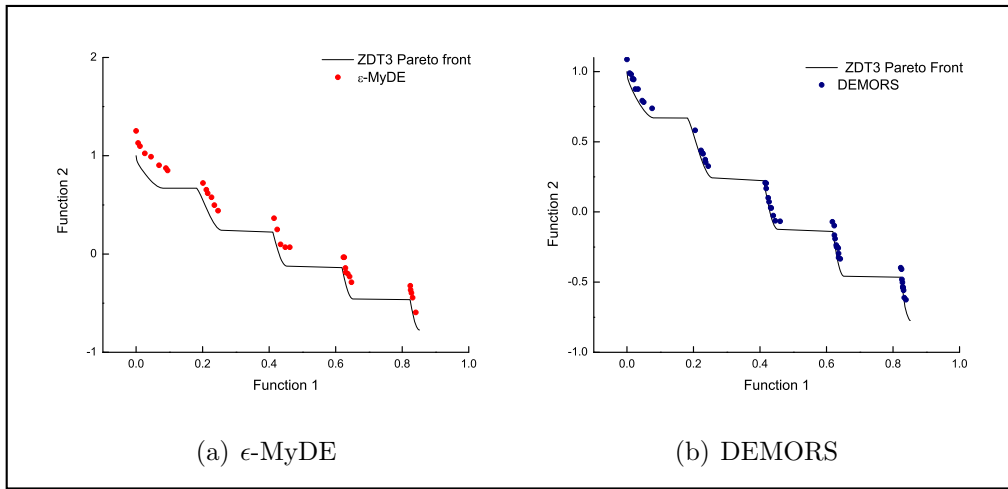 2
1
0
-1
Function 2
ZDT3 Pareto front
ε-MyDE
0.0 0.2 0.4 0.6 0.8 1.0
Function 1
(a) ϵ-MyDE
1.0
0.5
0.0
-0.5
-1.0
Function 2
ZDT3 Pareto Front
DEMORS
0.0 0.2 0.4 0.6 0.8 1.0
Function 1
(b) DEMORS